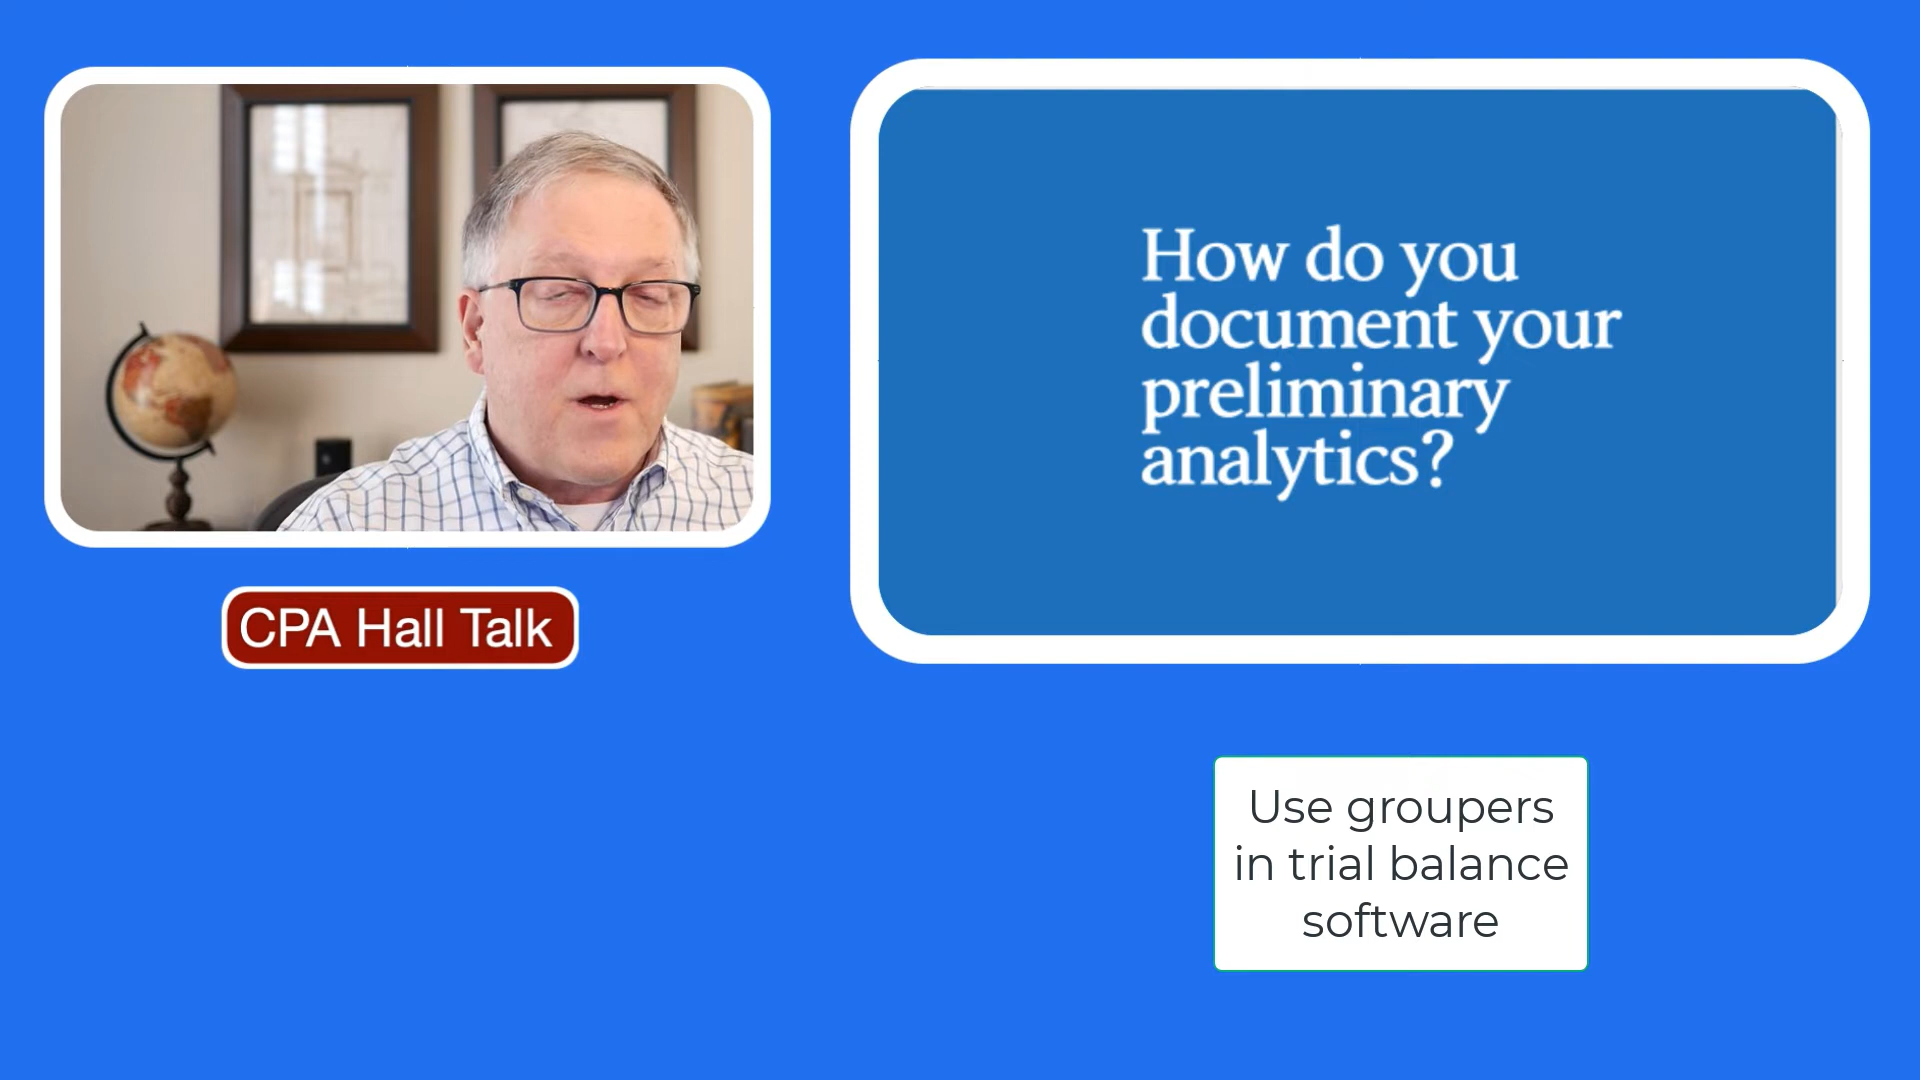 CPA Hall Talk
How do you
document your
preliminary
analytics?
Use groupers
in trial balance
software